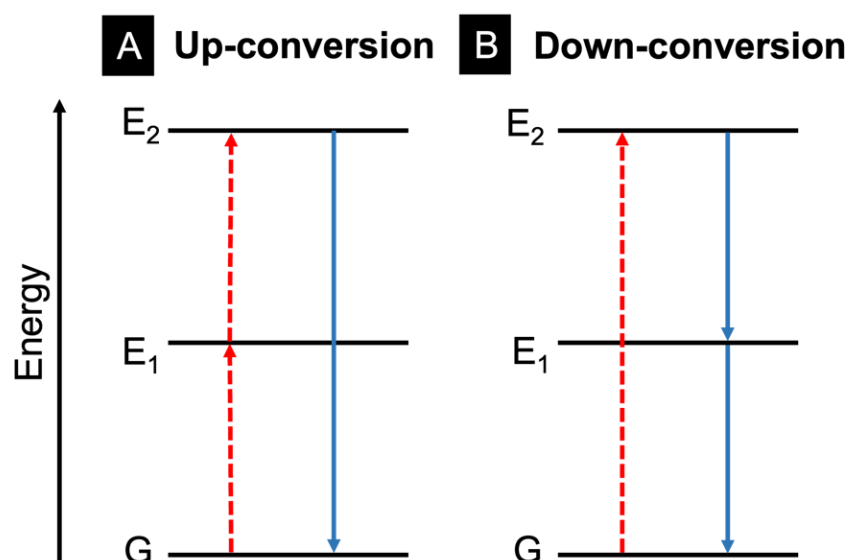 A Up-conversion
B Down-conversion
Energy
E₂
E₁
G
E₂
E₁
G